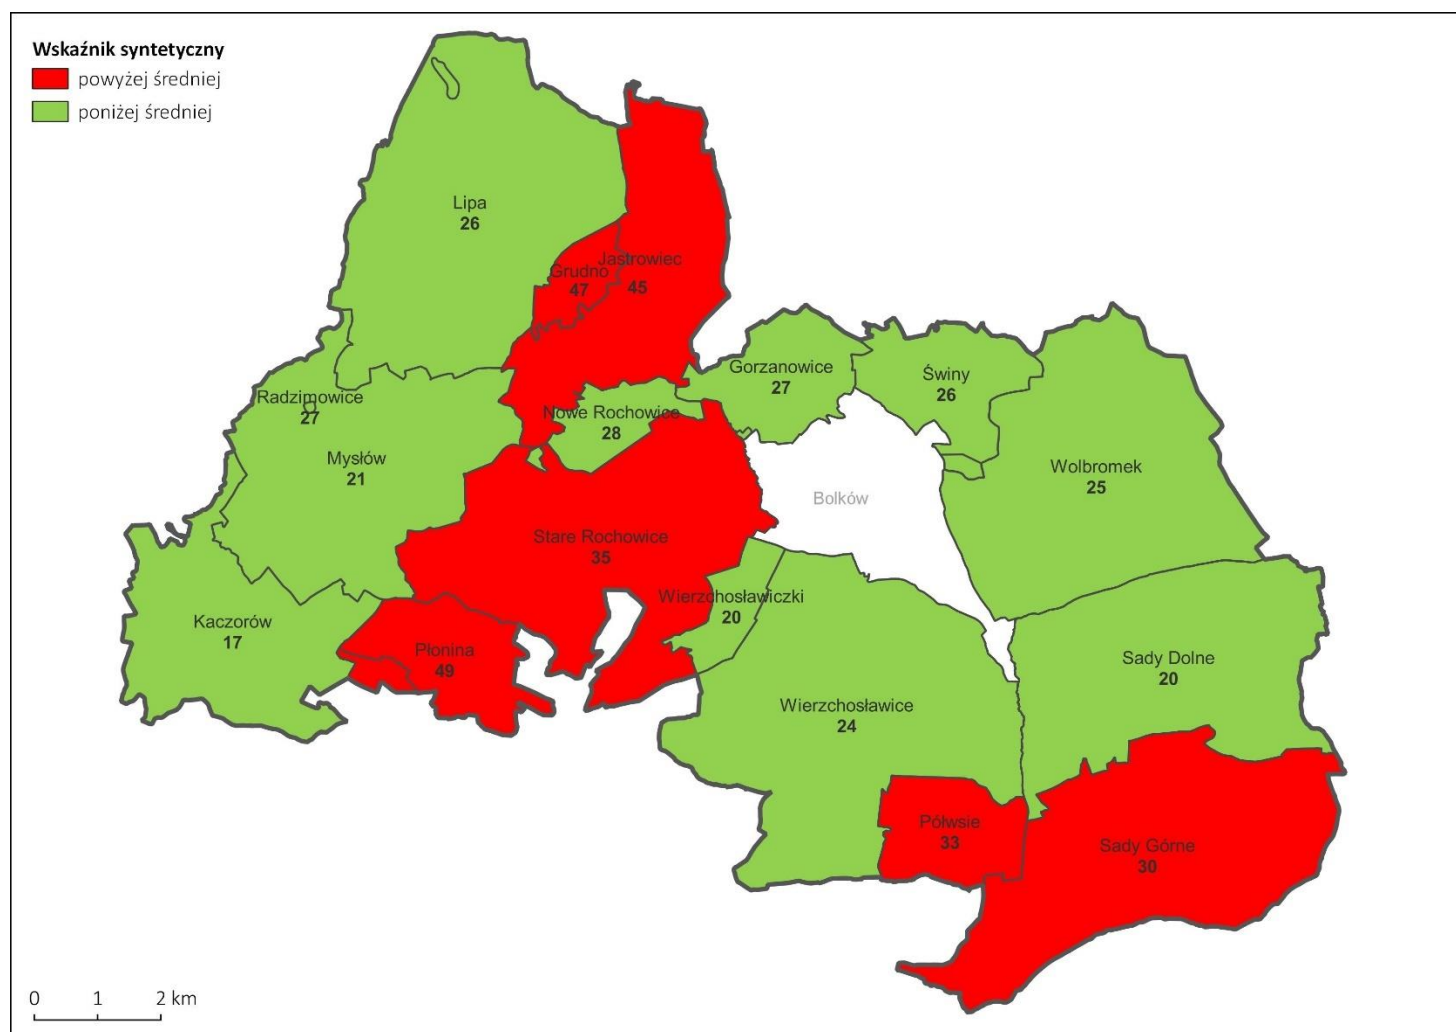 Wskaźnik syntetyczny
powyżej średniej
poniżej średniej
Lipa
26
Jastrowiec
45
Grudno
47
Gorzanowice
27
Świny
26
Radzimowice
27
Nowe Rochowice
28
Mysłów
21
Wolbromek
25
Bolków
Stare Rochowice
35
Wierzchosławiczki
20
Kaczorów
17
Płonina
49
Sady Dolne
20
Wierzchosławice
24
Półwsie
33
Sady Górne
30
0 1 2 km